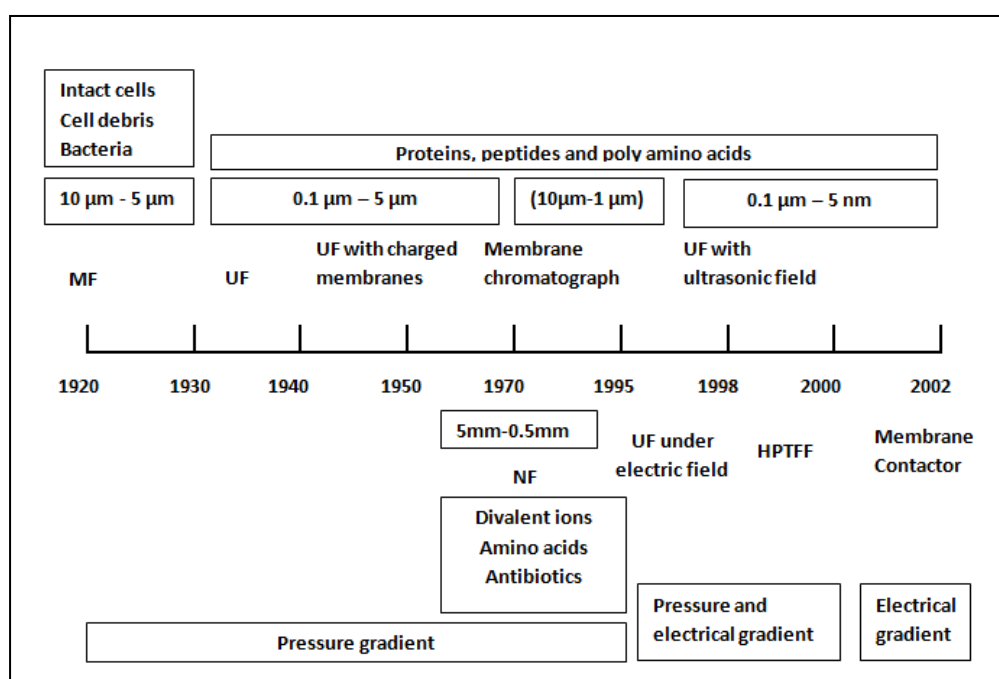 Intact cells
Cell debris
Bacteria
Proteins, peptides and poly amino acids
10 µm - 5 µm
0.1 µm – 5 µm
(10µm-1 µm)
0.1 µm – 5 nm
MF
UF
UF with charged
membranes
Membrane
chromatograph
UF with
ultrasonic field
1920 1930 1940 1950 1970 1995 1998 2000 2002
5mm-0.5mm
NF
UF under
electric field
HPTFF
Membrane
Contactor
Divalent ions
Amino acids
Antibiotics
Pressure gradient
Pressure and
electrical gradient
Electrical
gradient